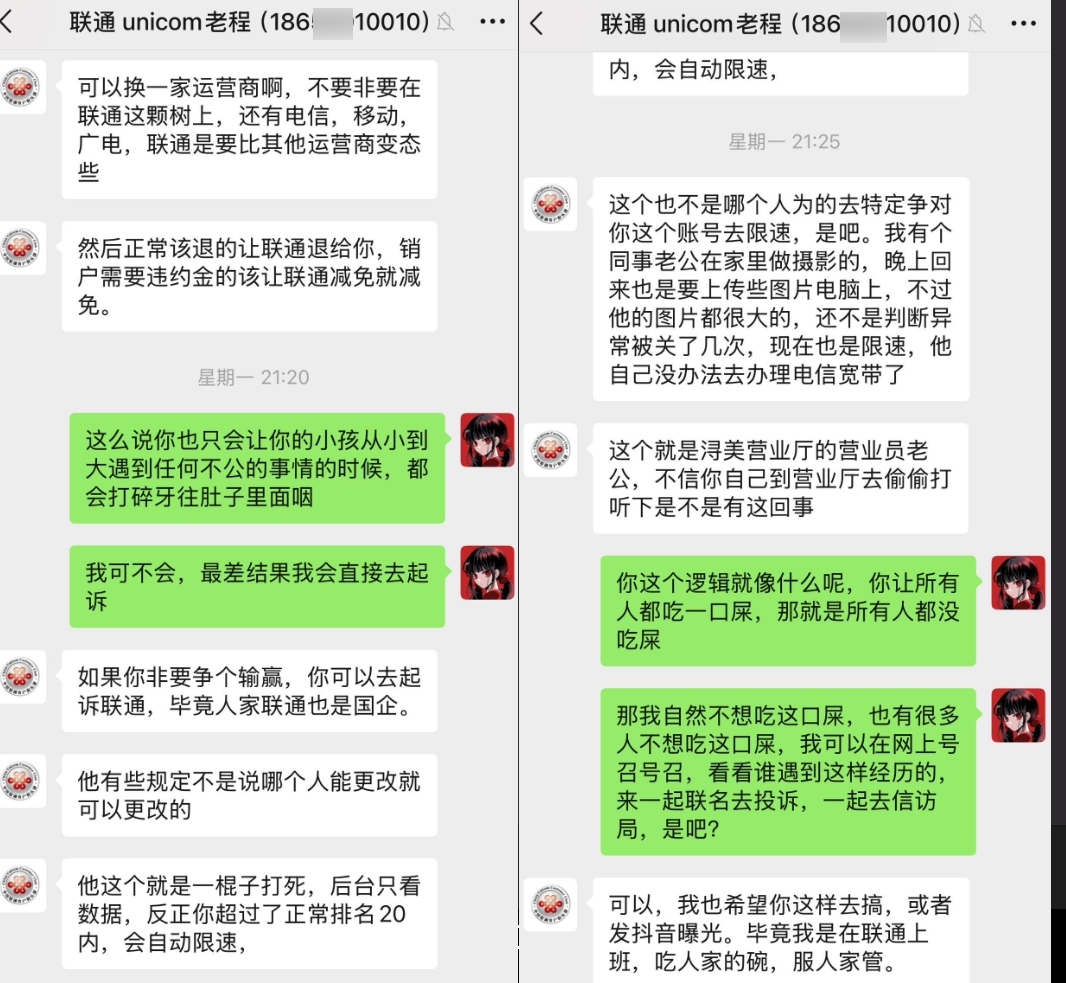 联通 unicom老程（186 10010）
可以换一家运营商啊，不要非要在
联通这颗树上，还有电信，移动，
广电，联通是要比其他运营商变态
些
然后正常该退的让联通退给你，销
户需要违约金的该让联通减免就减
免。
星期一 21:20
这么说你也只会让你的小孩从小到
大遇到任何不公的事情的时候，都
会打碎牙往肚子里面咽
我可不会，最差结果我会直接去起
诉
如果你非要争个输赢，你可以去起
诉联通，毕竟人家联通也是国企。
他有些规定不是说哪个人能更改就
可以更改的
他这个就是一棍子打死，后台只看
数据，反正你超过了正常排名20
内，会自动限速，
联通 unicom老程（186 10010）
内，会自动限速，
星期一 21:25
这个也不是哪个人为的去特定争对
你这个账号去限速，是吧。我有个
同事老公在家里做摄影的，晚上回
来也是要上传些图片电脑上，不过
他的图片都很大的，还不是判断异
常被关了几次，现在也是限速，他
自己没办法去办理电信宽带了
这个就是浔美营业厅的营业员老
公，不信你自己到营业厅去偷偷打
听下是不是有这回事
你这个逻辑就像什么呢，你让所有
人都吃一口屎，那就是所有人都没
吃屎
那我自然不想吃这口屎，也有很多
人不想吃这口屎，我可以在网上号
召号召，看看谁遇到这样经历的，
来一起联名去投诉，一起去信访
局，是吧？
可以，我也希望你这样去搞，或者
发抖音曝光。毕竟我是在联通上
班，吃人家的碗，服人家管。